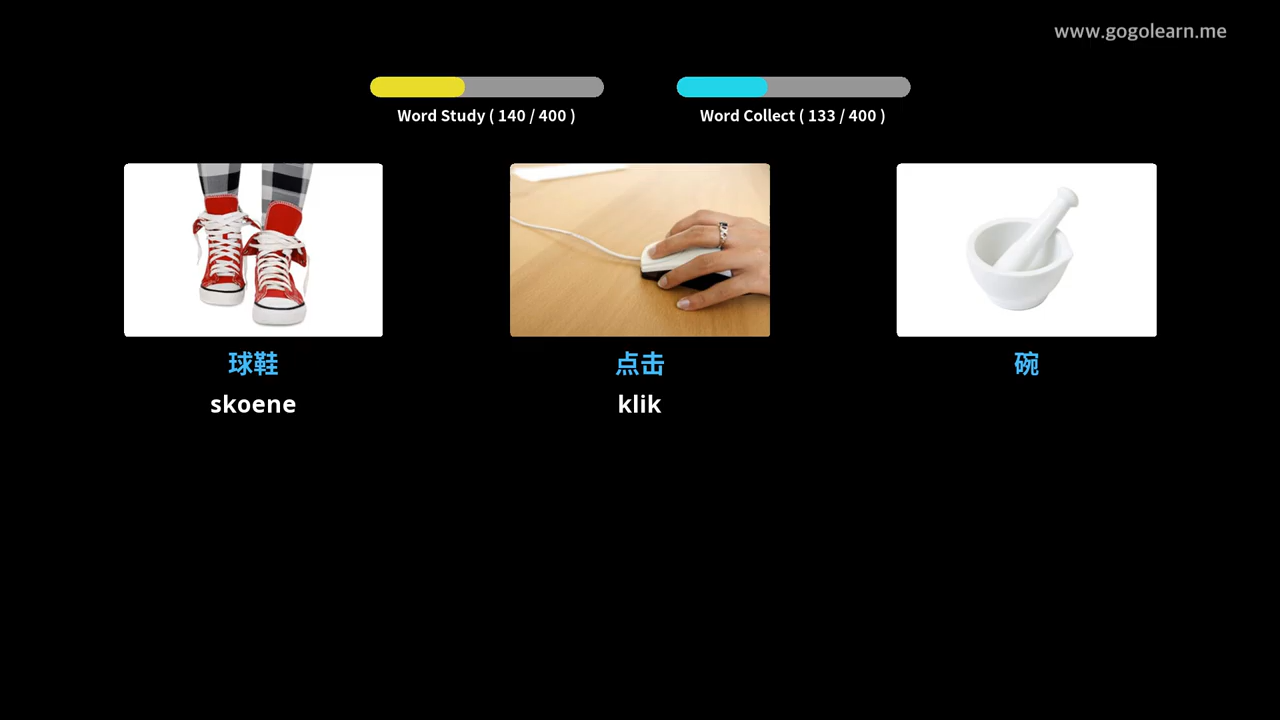 www.gogolearn.me
Word Study ( 140 / 400 )
Word Collect ( 133 / 400 )
球鞋
点击
碗
skoene
klik